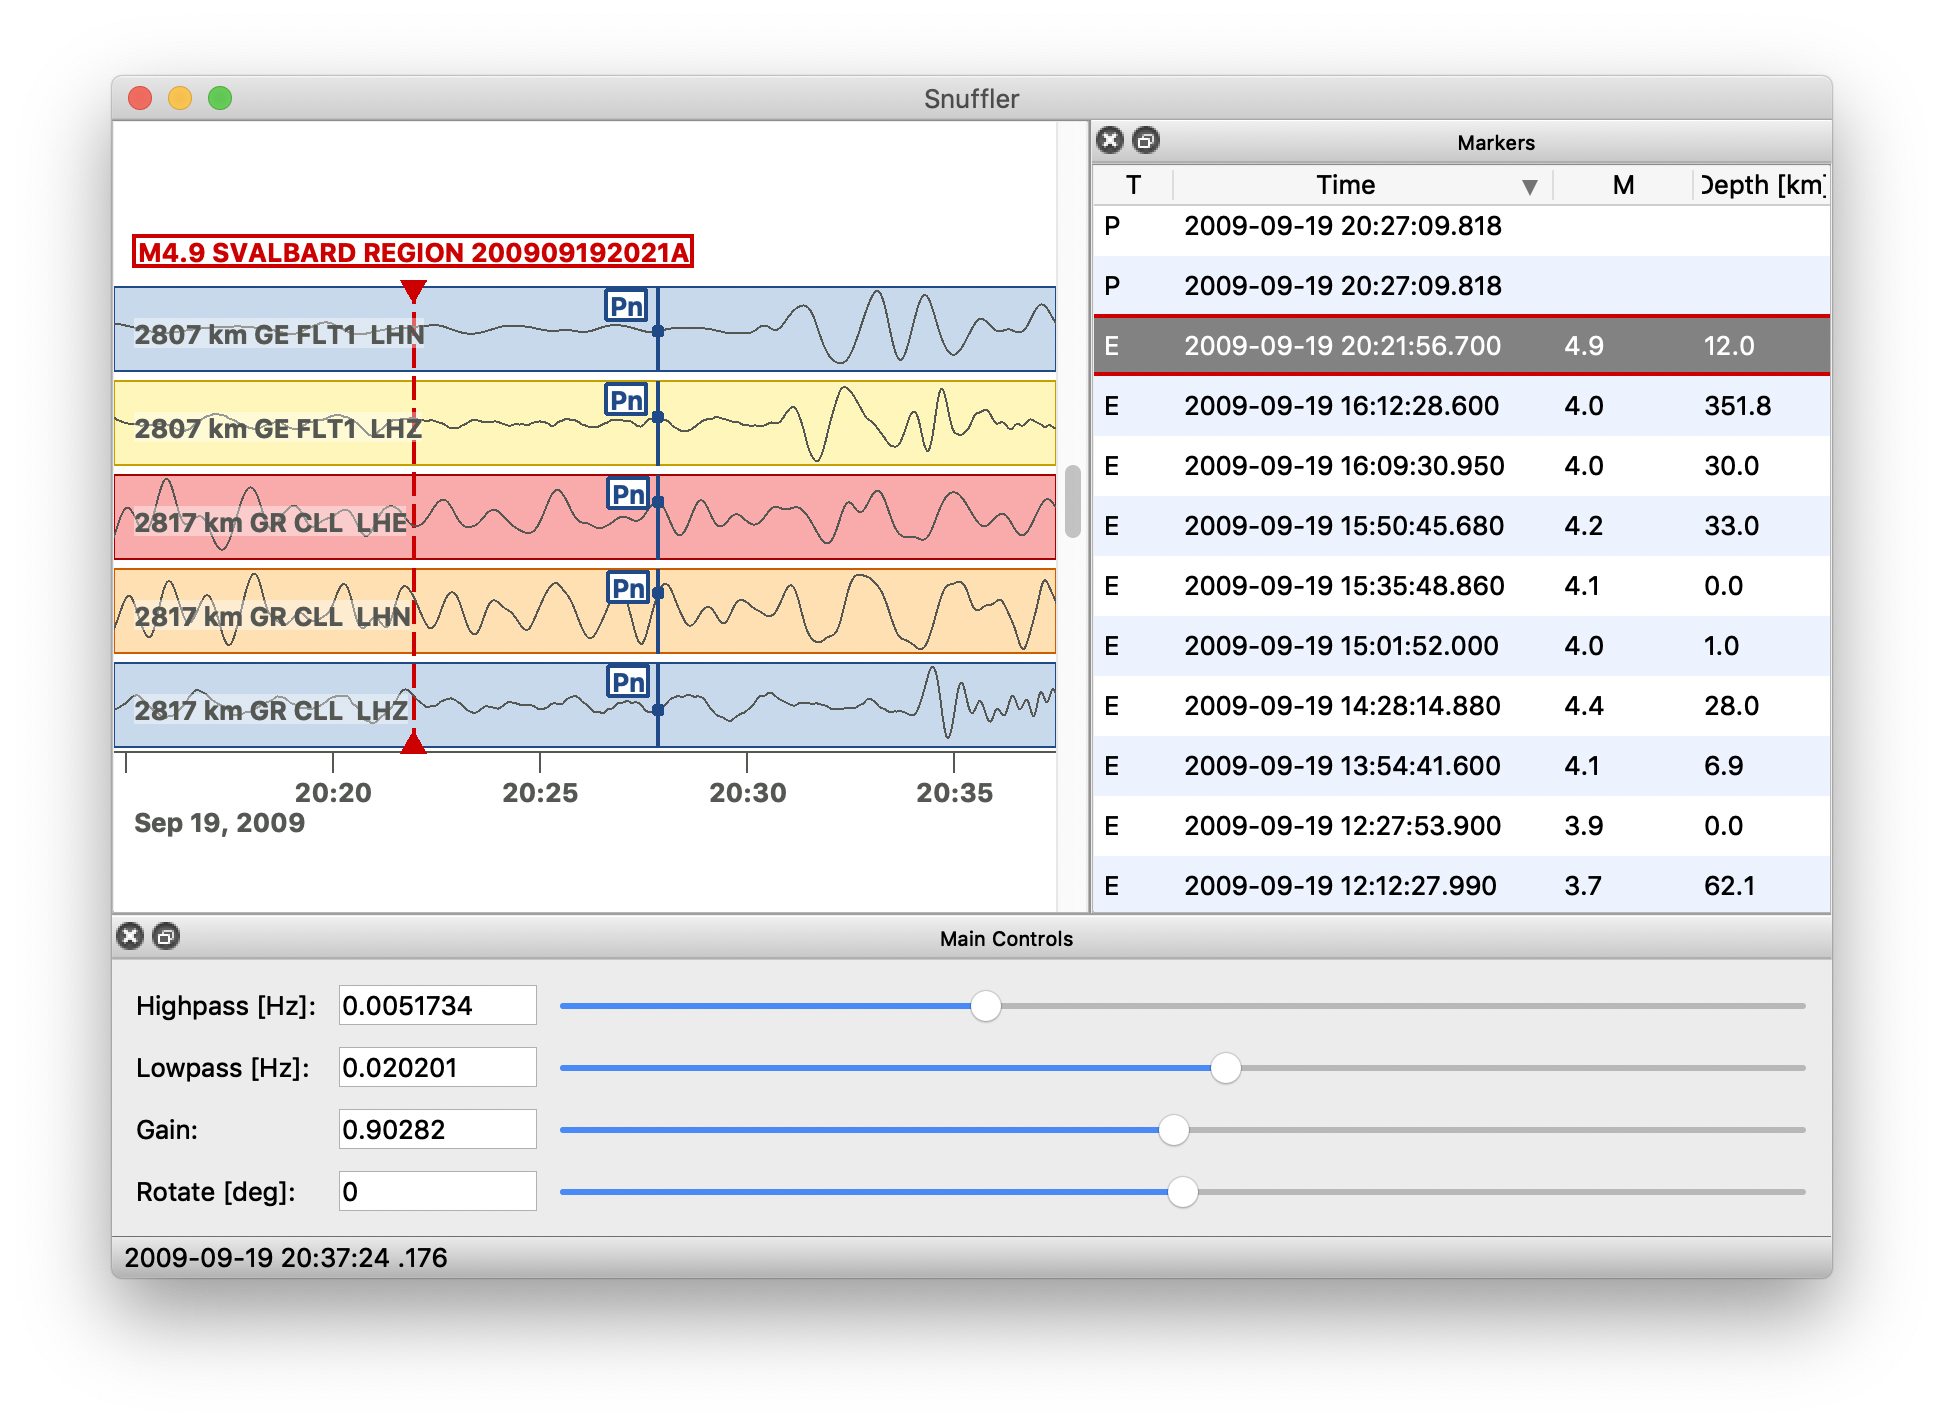 Snuffler
M4.9 SVALBARD REGION 200909192021A
Pn
2807 km GE FLT1 LHN
Pn
2807 km GE FLT1 LHZ
Pn
2817 km GR CLL LHE
Pn
2817 km GR CLL LHN
Pn
2817 km GR CLL LHZ
20:20 20:25 20:30 20:35
Sep 19, 2009
Markers
T Time M Depth [km]
P 2009-09-19 20:27:09.818
P 2009-09-19 20:27:09.818
E 2009-09-19 20:21:56.700 4.9 12.0
E 2009-09-19 16:12:28.600 4.0 351.8
E 2009-09-19 16:09:30.950 4.0 30.0
E 2009-09-19 15:50:45.680 4.2 33.0
E 2009-09-19 15:35:48.860 4.1 0.0
E 2009-09-19 15:01:52.000 4.0 1.0
E 2009-09-19 14:28:14.880 4.4 28.0
E 2009-09-19 13:54:41.600 4.1 6.9
E 2009-09-19 12:27:53.900 3.9 0.0
E 2009-09-19 12:12:27.990 3.7 62.1
Main Controls
Highpass [Hz]: 0.0051734
Lowpass [Hz]: 0.020201
Gain: 0.90282
Rotate [deg]: 0
2009-09-19 20:37:24 .176